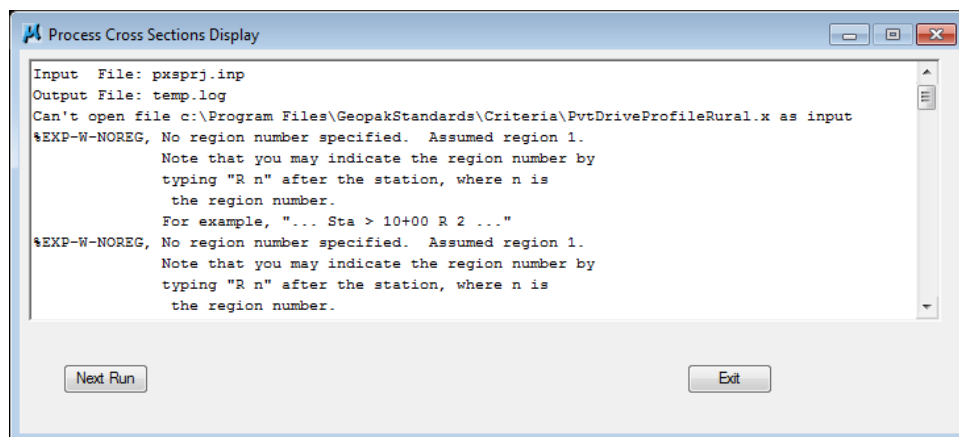 Process Cross Sections Display
Input File: pxsprj.inp
Output File: temp.log
Can't open file c:\Program Files\GeopakStandards\Criteria\PvtDriveProfileRural.x as input
%EXP-W-NOREG, No region number specified. Assumed region 1.
Note that you may indicate the region number by
typing "R n" after the station, where n is
the region number.
For example, "... Sta > 10+00 R 2 ..."
%EXP-W-NOREG, No region number specified. Assumed region 1.
Note that you may indicate the region number by
typing "R n" after the station, where n is
the region number.
Next Run Exit